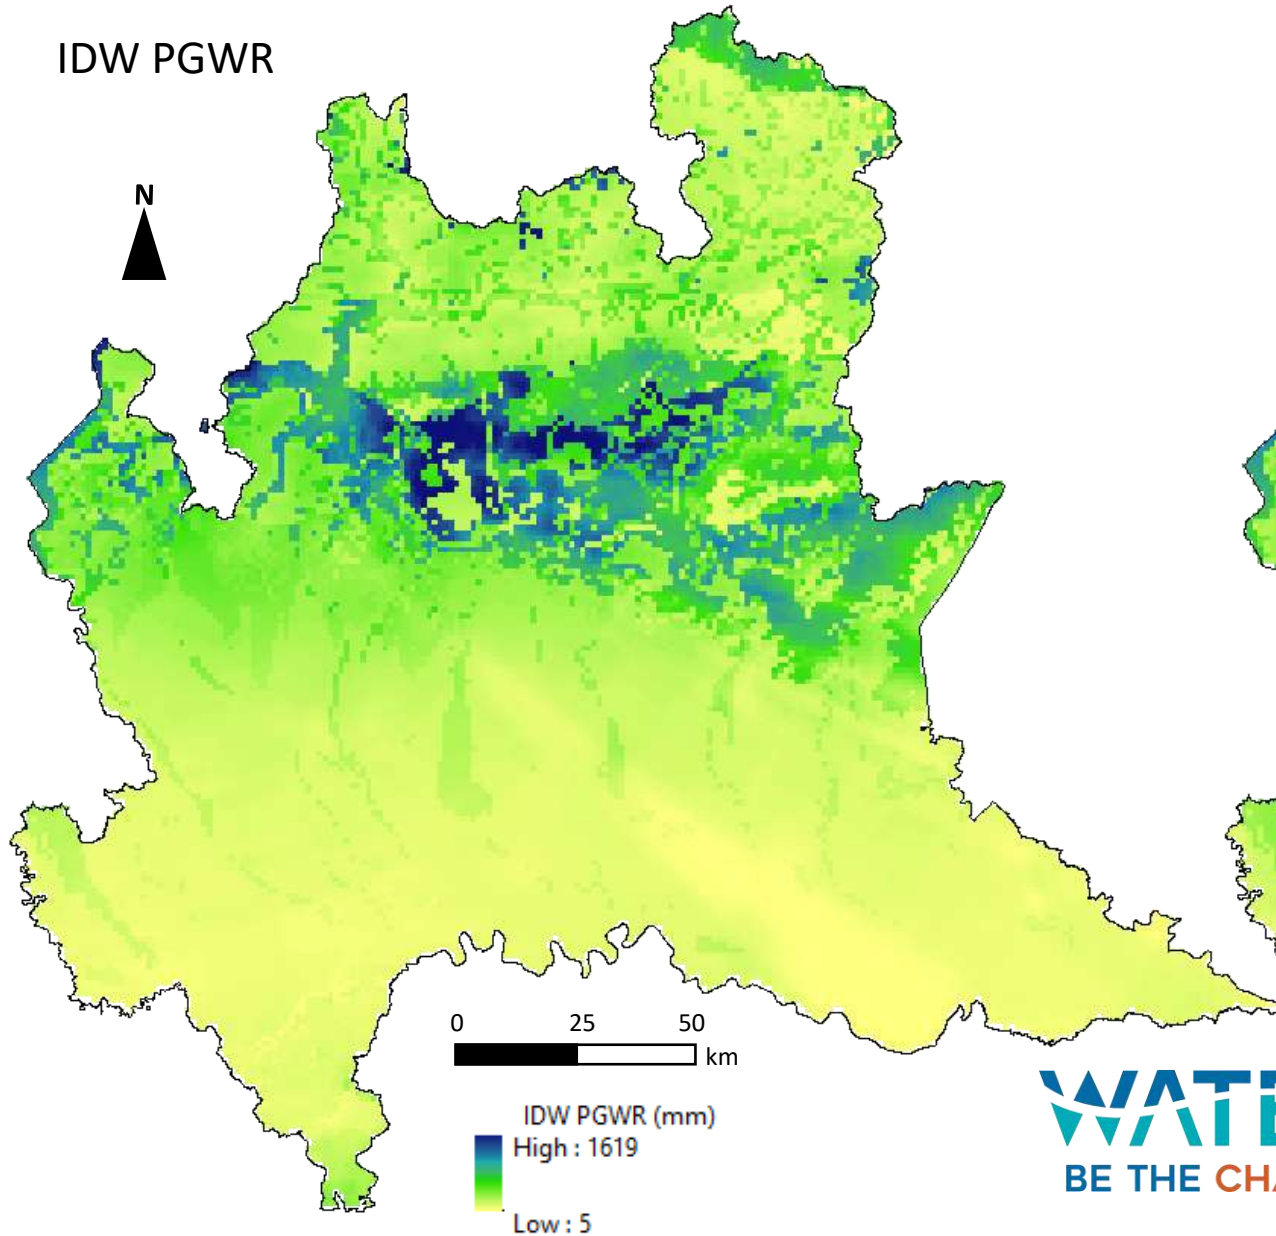 IDW PGWR
N
0 25 50
km
IDW PGWR (mm)
High : 1619
Low : 5
BE THE